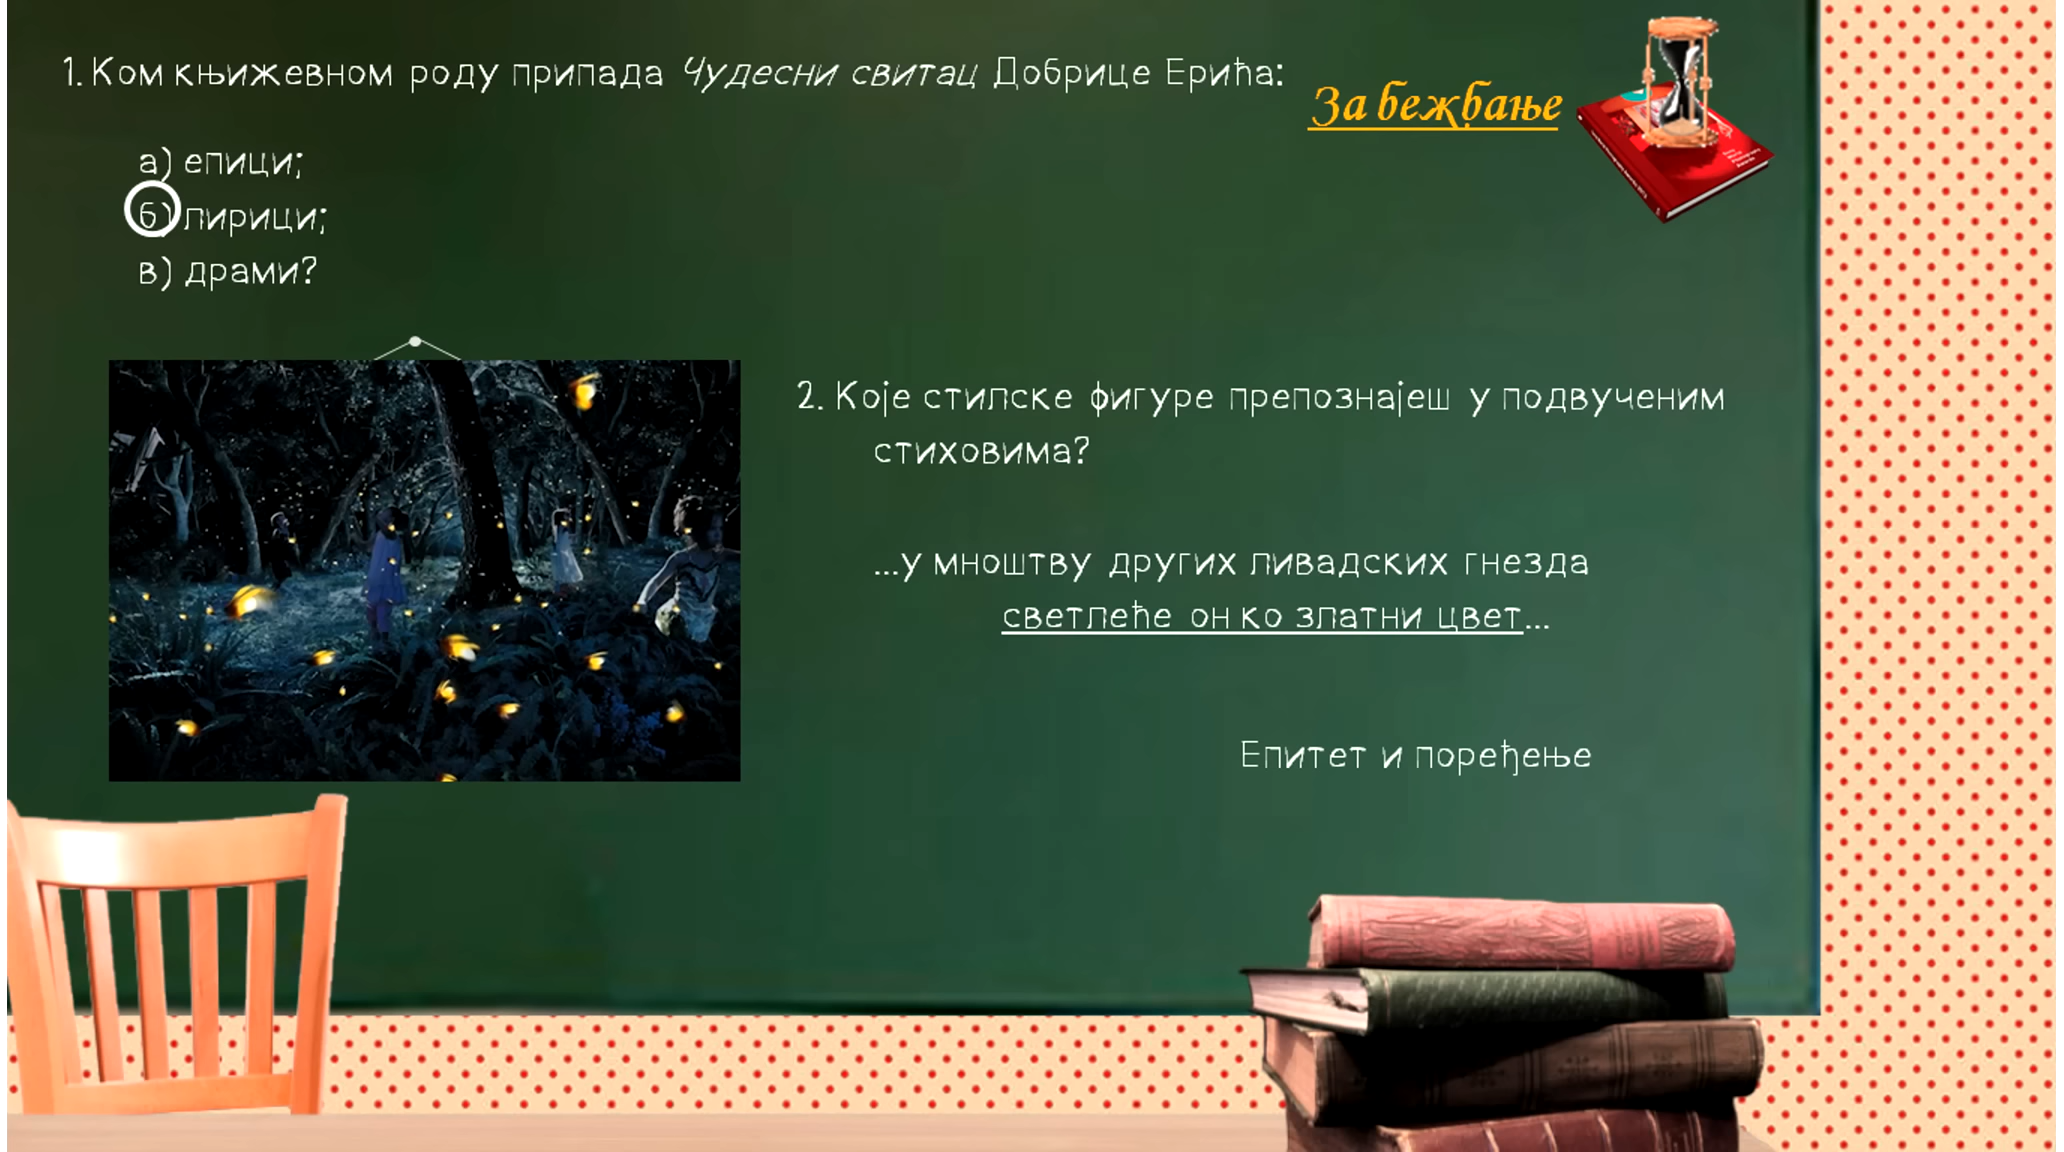 1. Ком књижевном роду припада Чудесни свитац Добрице Ерића:
За бежбање
а) епици;
б) лирици;
в) драми?
2. Које стилске фигуре препознајеш у подвученим
стиховима?
...у мноштву других ливадских гнезда
светлеће он ко златни цвет...
Епитет и поређење